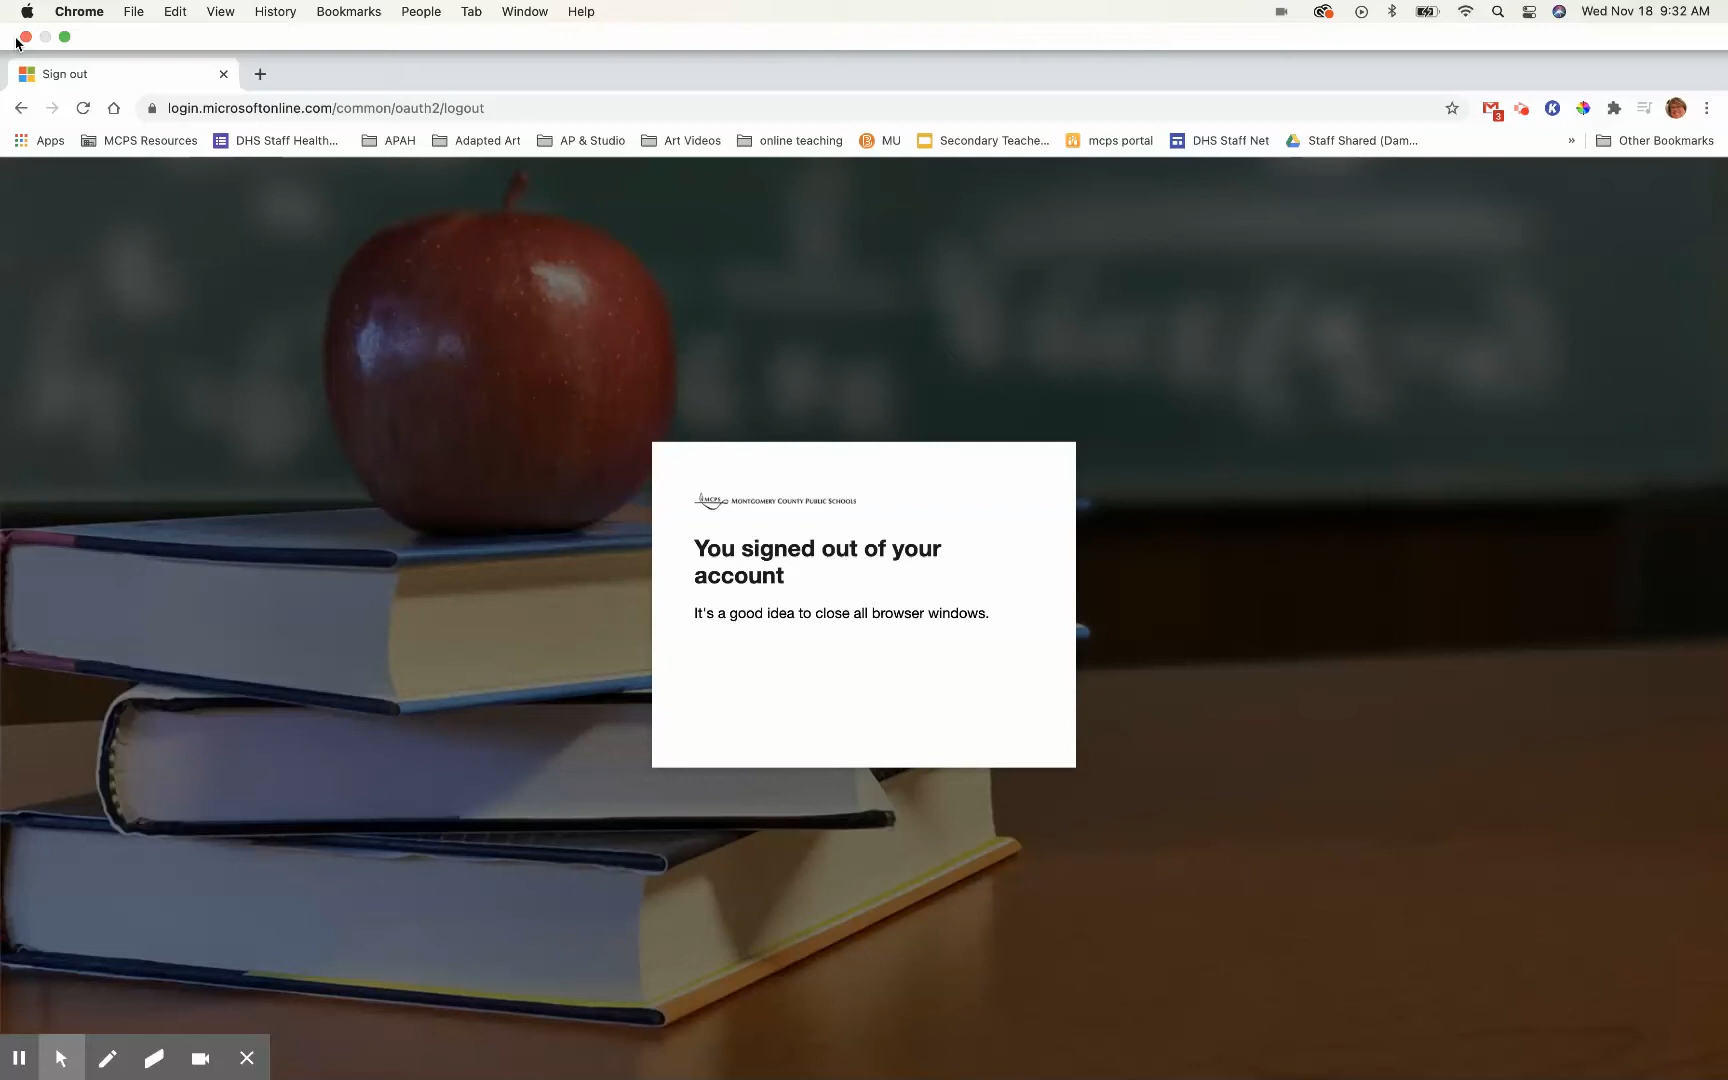 Chrome File Edit View History Bookmarks People Tab Window Help Wed Nov 18 9:32 AM
Sign out
login.microsoftonline.com/common/oauth2/logout 3
Apps MCPS Resources DHS Staff Health... APAH Adapted Art AP & Studio Art Videos online teaching MU Secondary Teache... mcps portal DHS Staff Net Staff Shared (Dam... » Other Bookmarks
MCPS MONTGOMERY COUNTY PUBLIC SCHOOLS
You signed out of your
account
It's a good idea to close all browser windows.